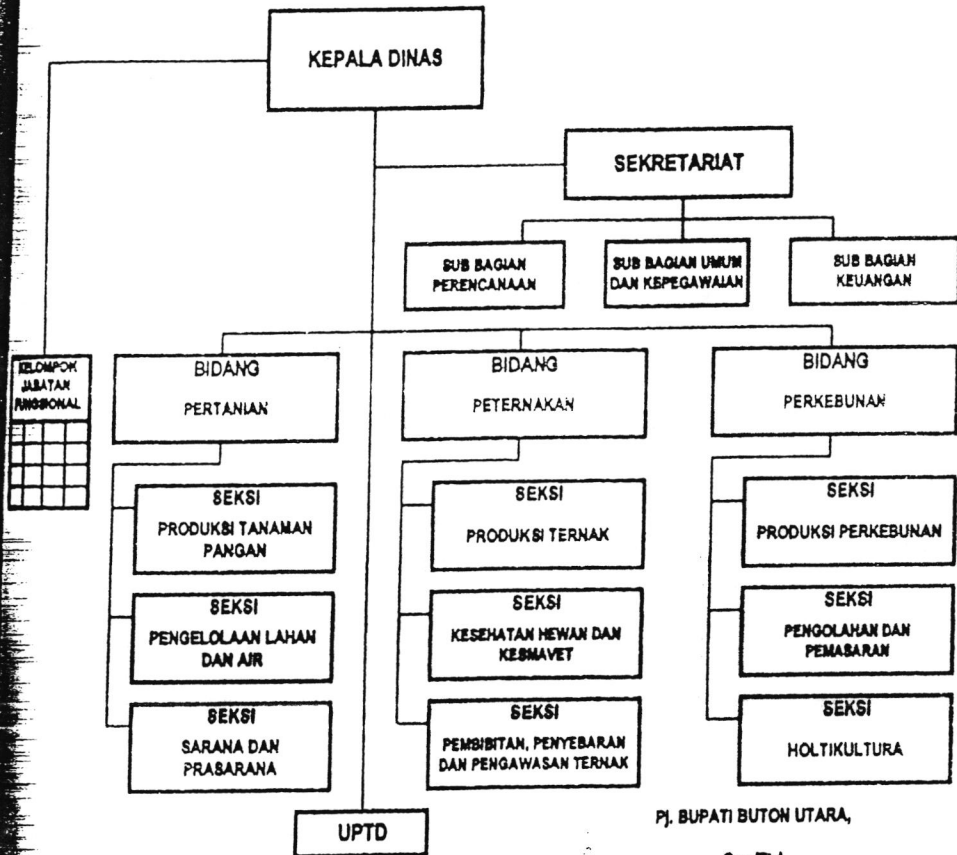 KEPALA DINAS
SEKRETARIAT
SUB BAGIAN
PERENCANAAN
SUB BAGIAN UMUM
DAN KEPEGAWAIAN
SUB BAGIAN
KEUANGAN
KELOMPOK
JABATAN
FUNGSIONAL
BIDANG
PERTANIAN
BIDANG
PETERNAKAN
BIDANG
PERKEBUNAN
SEKSI
PRODUKSI TANAMAN
PANGAN
SEKSI
PRODUKSI TERNAK
SEKSI
PRODUKSI PERKEBUNAN
SEKSI
PENGELOLAAN LAHAN
DAN AIR
SEKSI
KESEHATAN HEWAN DAN
KESMAVET
SEKSI
PENGOLAHAN DAN
PEMASARAN
SEKSI
SARANA DAN
PRASARANA
SEKSI
PEMBIBITAN, PENYEBARAN
DAN PENGAWASAN TERNAK
SEKSI
HOLTIKULTURA
UPTD
Pj. BUPATI BUTON UTARA,